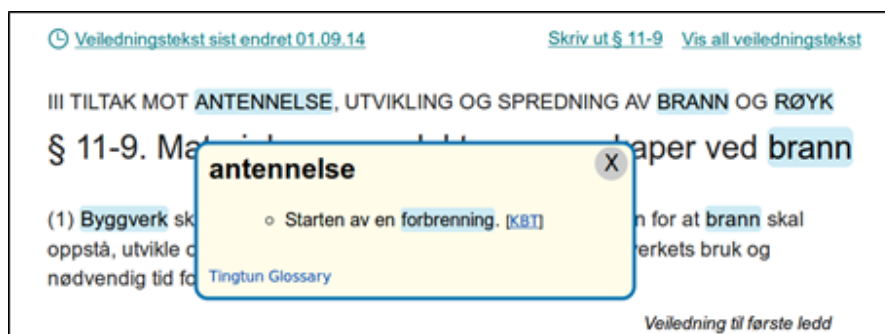 Veiledningstekst sist endret 01.09.14 Skriv ut § 11-9 Vis all veiledningstekst
III TILTAK MOT ANTENNELSE, UTVIKLING OG SPREDNING AV BRANN OG RØYK
§ 11-9. Ma aper ved brann
antennelse X
(1) Byggverk sk n for at brann skal
Starten av en forbrenning. [KBT]
oppstå, utvikle erkets bruk og
nødvendig tid fo
Tingtun Glossary
Veiledning til første ledd